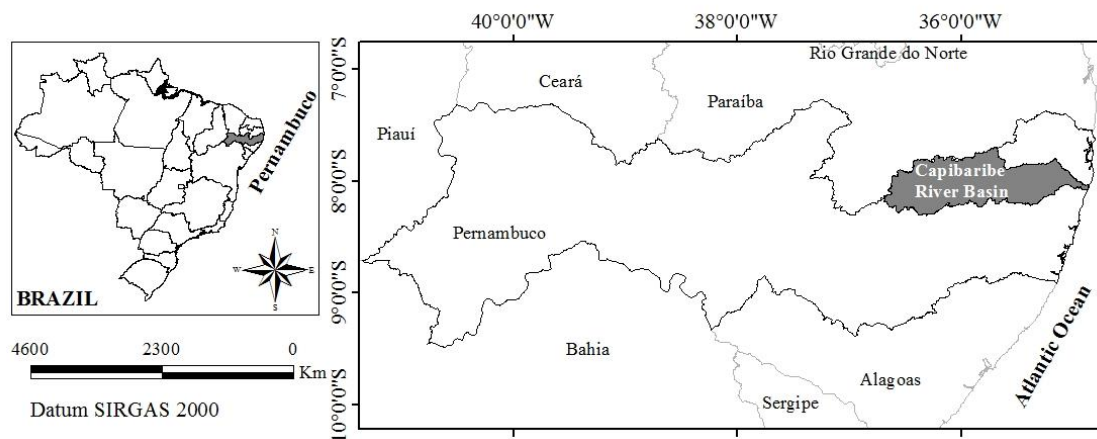 40°0'0"W
38°0'0"W
36°0'0"W
7°0'0"S
8°0'0"S
9°0'0"S
10°0'0"S
Pernambuco
BRAZIL
N
W
E
S
4600
2300
0
Km
Datum SIRGAS 2000
Rio Grande do Norte
Ceará
Paraíba
Piauí
Capibaribe
River Basin
Pernambuco
Bahia
Alagoas
Sergipe
Atlantic Ocean